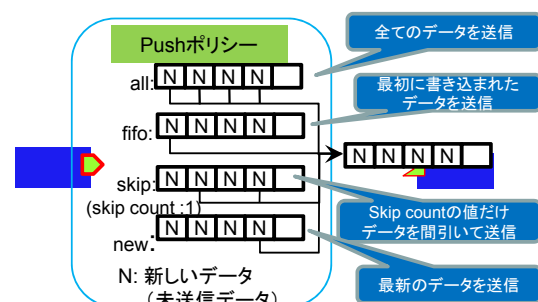 Pushポリシー
全てのデータを送信
all: N N N N
最初に書き込まれた
データを送信
fifo: N N N N
N N N N
skip: N N N N
(skip count :1)
Skip countの値だけ
データを間引いて送信
new: N N N N
N: 新しいデータ
(未送信データ)
最新のデータを送信